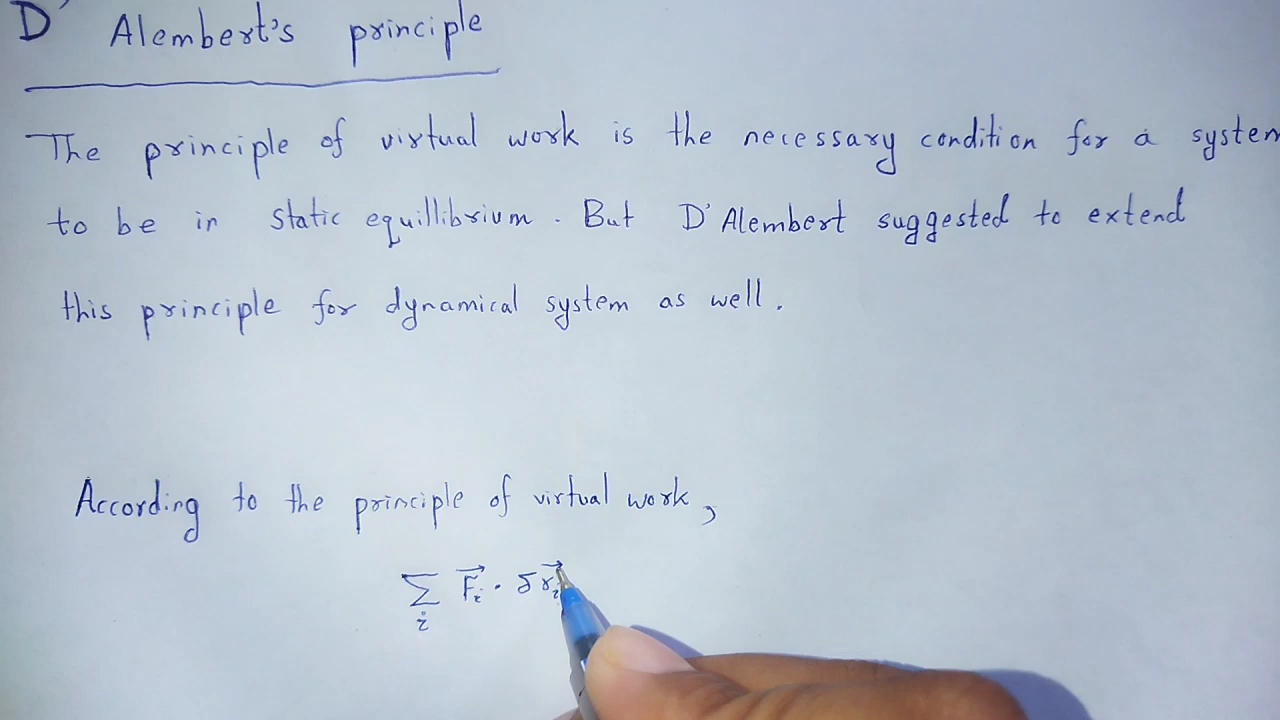 D' Alembert's principle
The principle of virtual work is the necessary condition for a system
to be in static equillibrium. But D'Alembert suggested to extend
this principle for dynamical system as well.
According to the principle of virtual work,
∑ᵢ F⃗ᵢ · δr⃗ᵢ